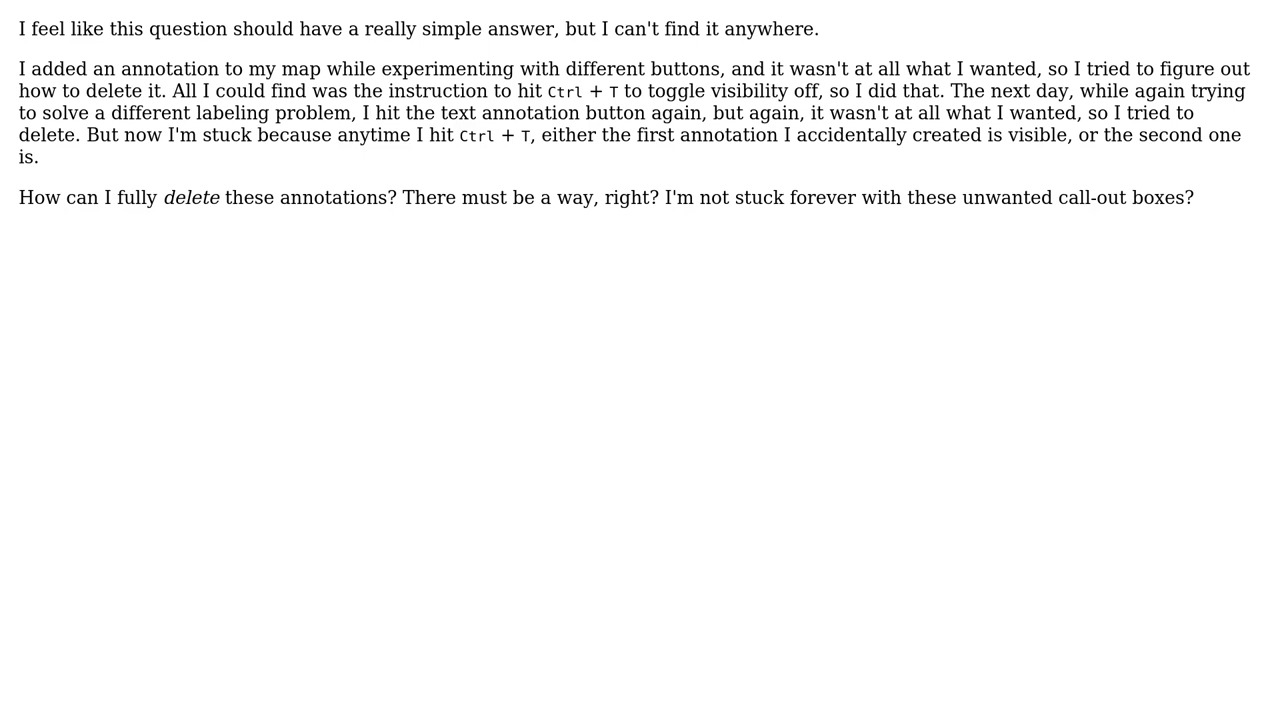 I feel like this question should have a really simple answer, but I can't find it anywhere.
I added an annotation to my map while experimenting with different buttons, and it wasn't at all what I wanted, so I tried to figure out
how to delete it. All I could find was the instruction to hit Ctrl + T to toggle visibility off, so I did that. The next day, while again trying
to solve a different labeling problem, I hit the text annotation button again, but again, it wasn't at all what I wanted, so I tried to
delete. But now I'm stuck because anytime I hit Ctrl + T, either the first annotation I accidentally created is visible, or the second one
is.
How can I fully delete these annotations? There must be a way, right? I'm not stuck forever with these unwanted call-out boxes?